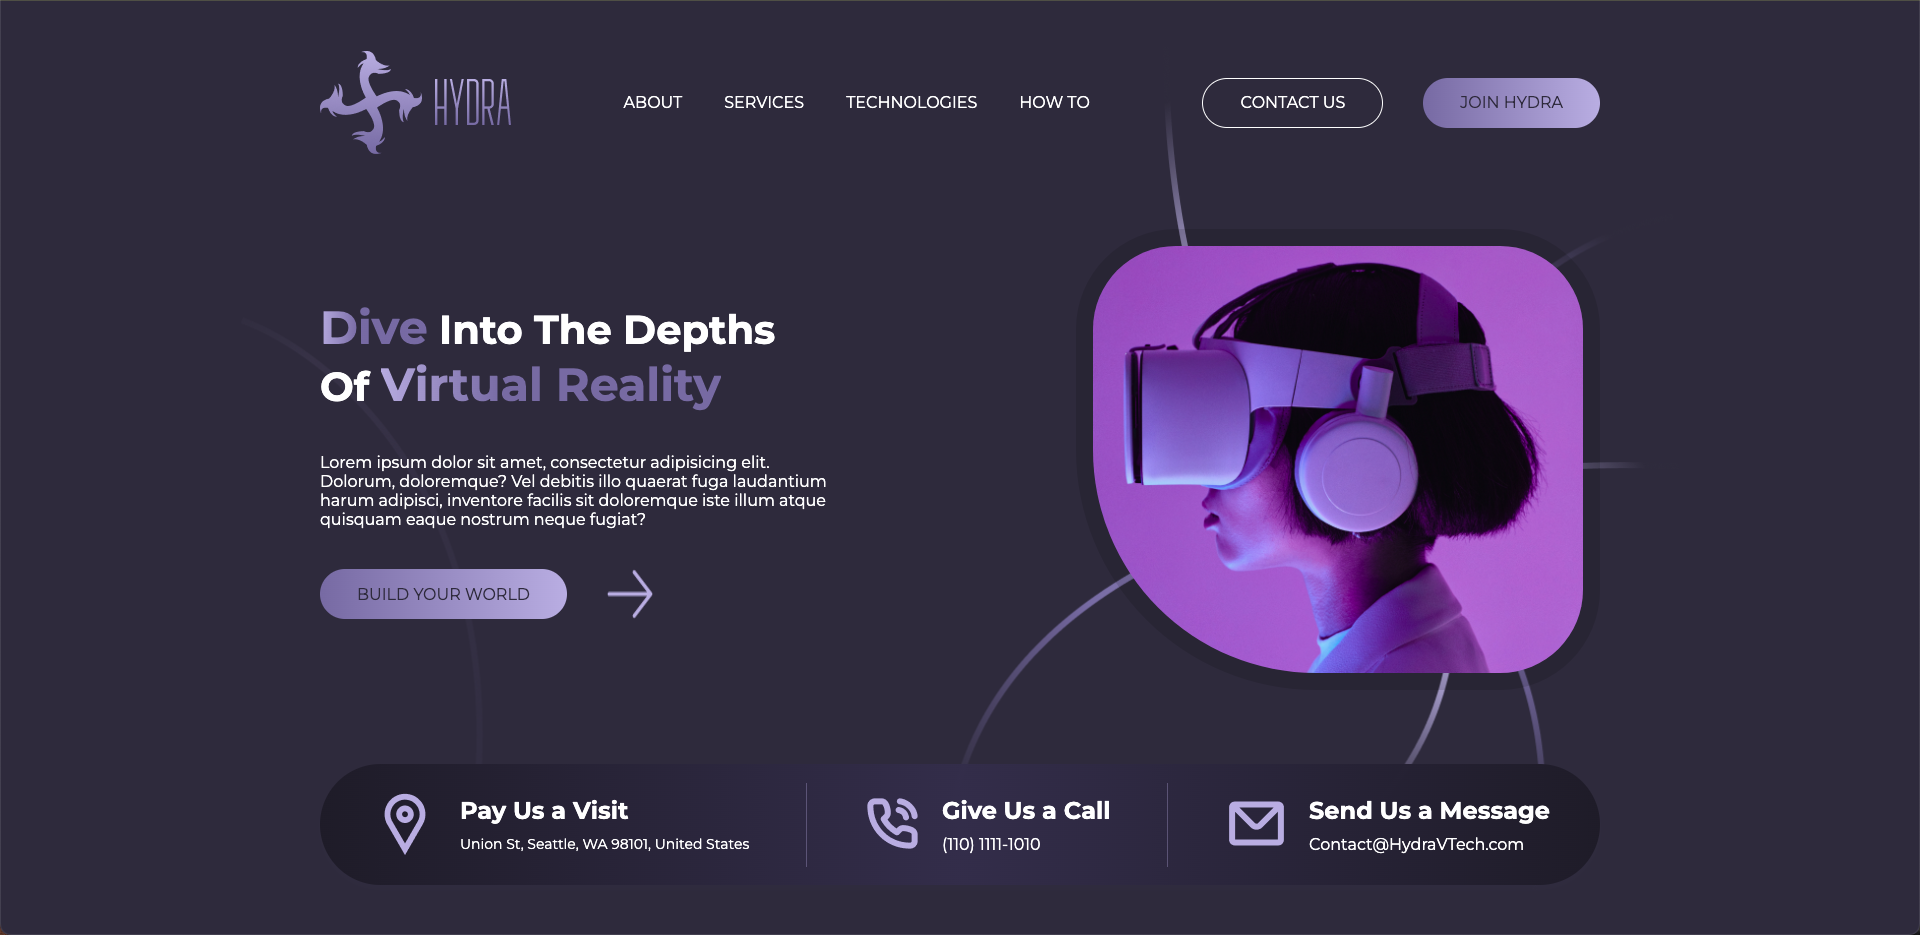 HYDRA
ABOUT SERVICES TECHNOLOGIES HOW TO
CONTACT US
JOIN HYDRA
Dive Into The Depths
Of Virtual Reality
Lorem ipsum dolor sit amet, consectetur adipisicing elit.
Dolorum, doloremque? Vel debitis illo quaerat fuga laudantium
harum adipisci, inventore facilis sit doloremque iste illum atque
quisquam eaque nostrum neque fugiat?
BUILD YOUR WORLD
Pay Us a Visit
Union St, Seattle, WA 98101, United States
Give Us a Call
(110) 1111-1010
Send Us a Message
Contact@HydraVTech.com